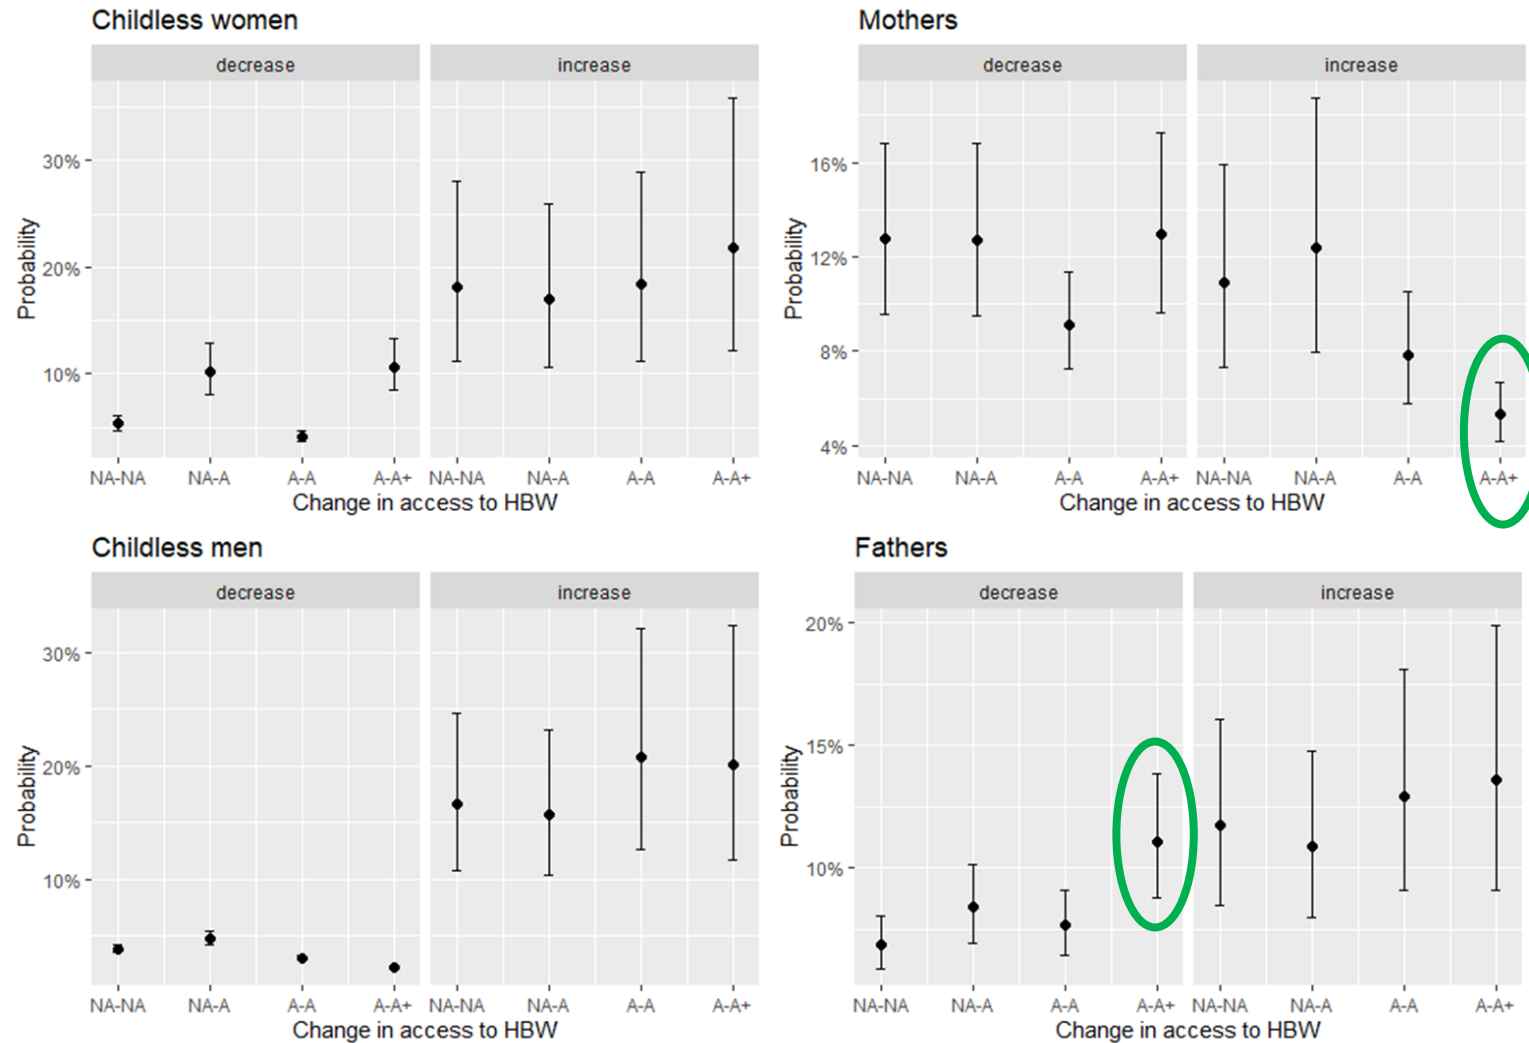 Childless women
decrease
increase
Probability
30%
20%
10%
NA-NA NA-A A-A A-A+ NA-NA NA-A A-A A-A+
Change in access to HBW
Mothers
decrease
increase
Probability
16%
12%
8%
4%
NA-NA NA-A A-A A-A+ NA-NA NA-A A-A A-A+
Change in access to HBW
Childless men
decrease
increase
Probability
30%
20%
10%
NA-NA NA-A A-A A-A+ NA-NA NA-A A-A A-A+
Change in access to HBW
Fathers
decrease
increase
Probability
20%
15%
10%
NA-NA NA-A A-A A-A+ NA-NA NA-A A-A A-A+
Change in access to HBW